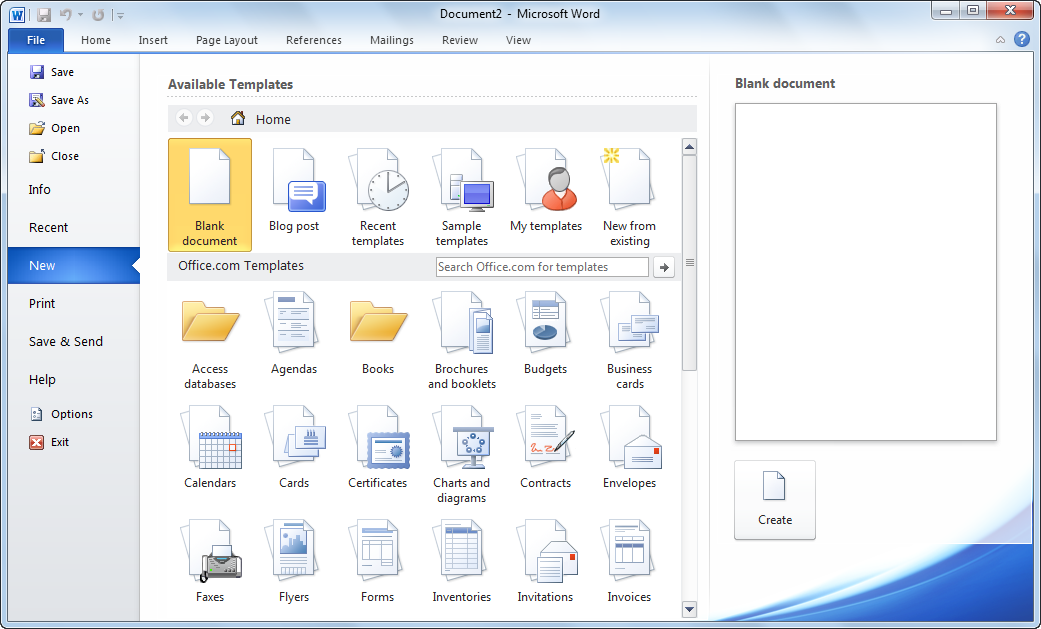 Document2 - Microsoft Word
File Home Insert Page Layout References Mailings Review View
Save
Save As
Open
Close
Info
Recent
New
Print
Save & Send
Help
Options
Exit
Available Templates
Home
Blank document
Blog post
Recent templates
Sample templates
My templates
New from existing
Office.com Templates
Search Office.com for templates
Access databases
Agendas
Books
Brochures and booklets
Budgets
Business cards
Calendars
Cards
Certificates
Charts and diagrams
Contracts
Envelopes
Faxes
Flyers
Forms
Inventories
Invitations
Invoices
Blank document
Create